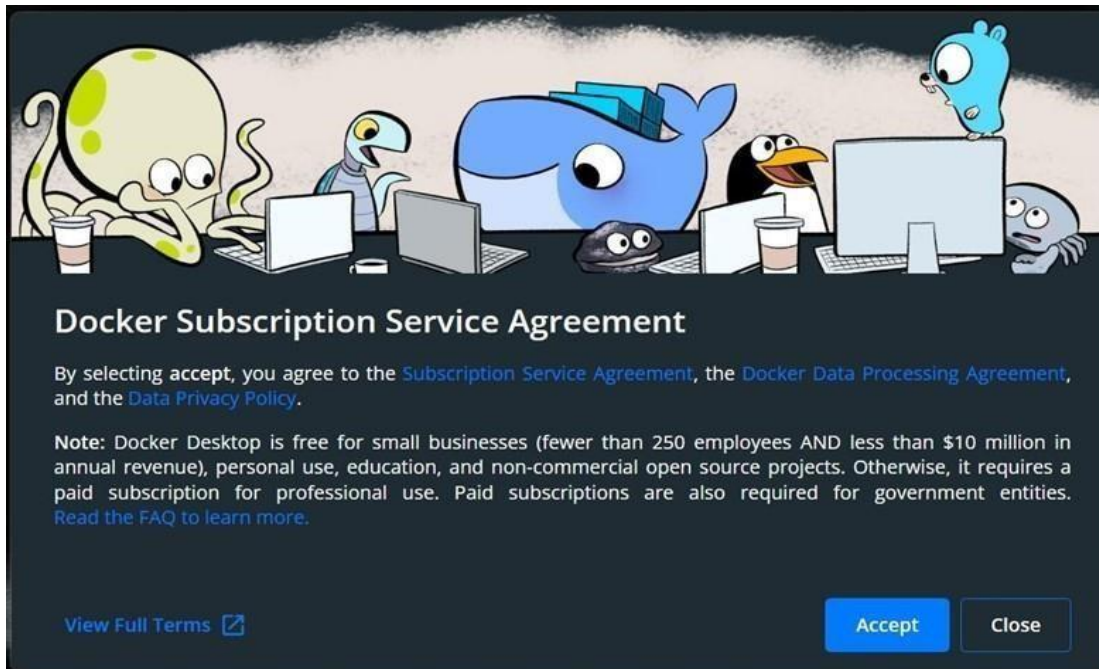 Docker Subscription Service Agreement
By selecting accept, you agree to the Subscription Service Agreement, the Docker Data Processing Agreement,
and the Data Privacy Policy.
Note: Docker Desktop is free for small businesses (fewer than 250 employees AND less than $10 million in
annual revenue), personal use, education, and non-commercial open source projects. Otherwise, it requires a
paid subscription for professional use. Paid subscriptions are also required for government entities.
Read the FAQ to learn more.
View Full Terms
Accept
Close